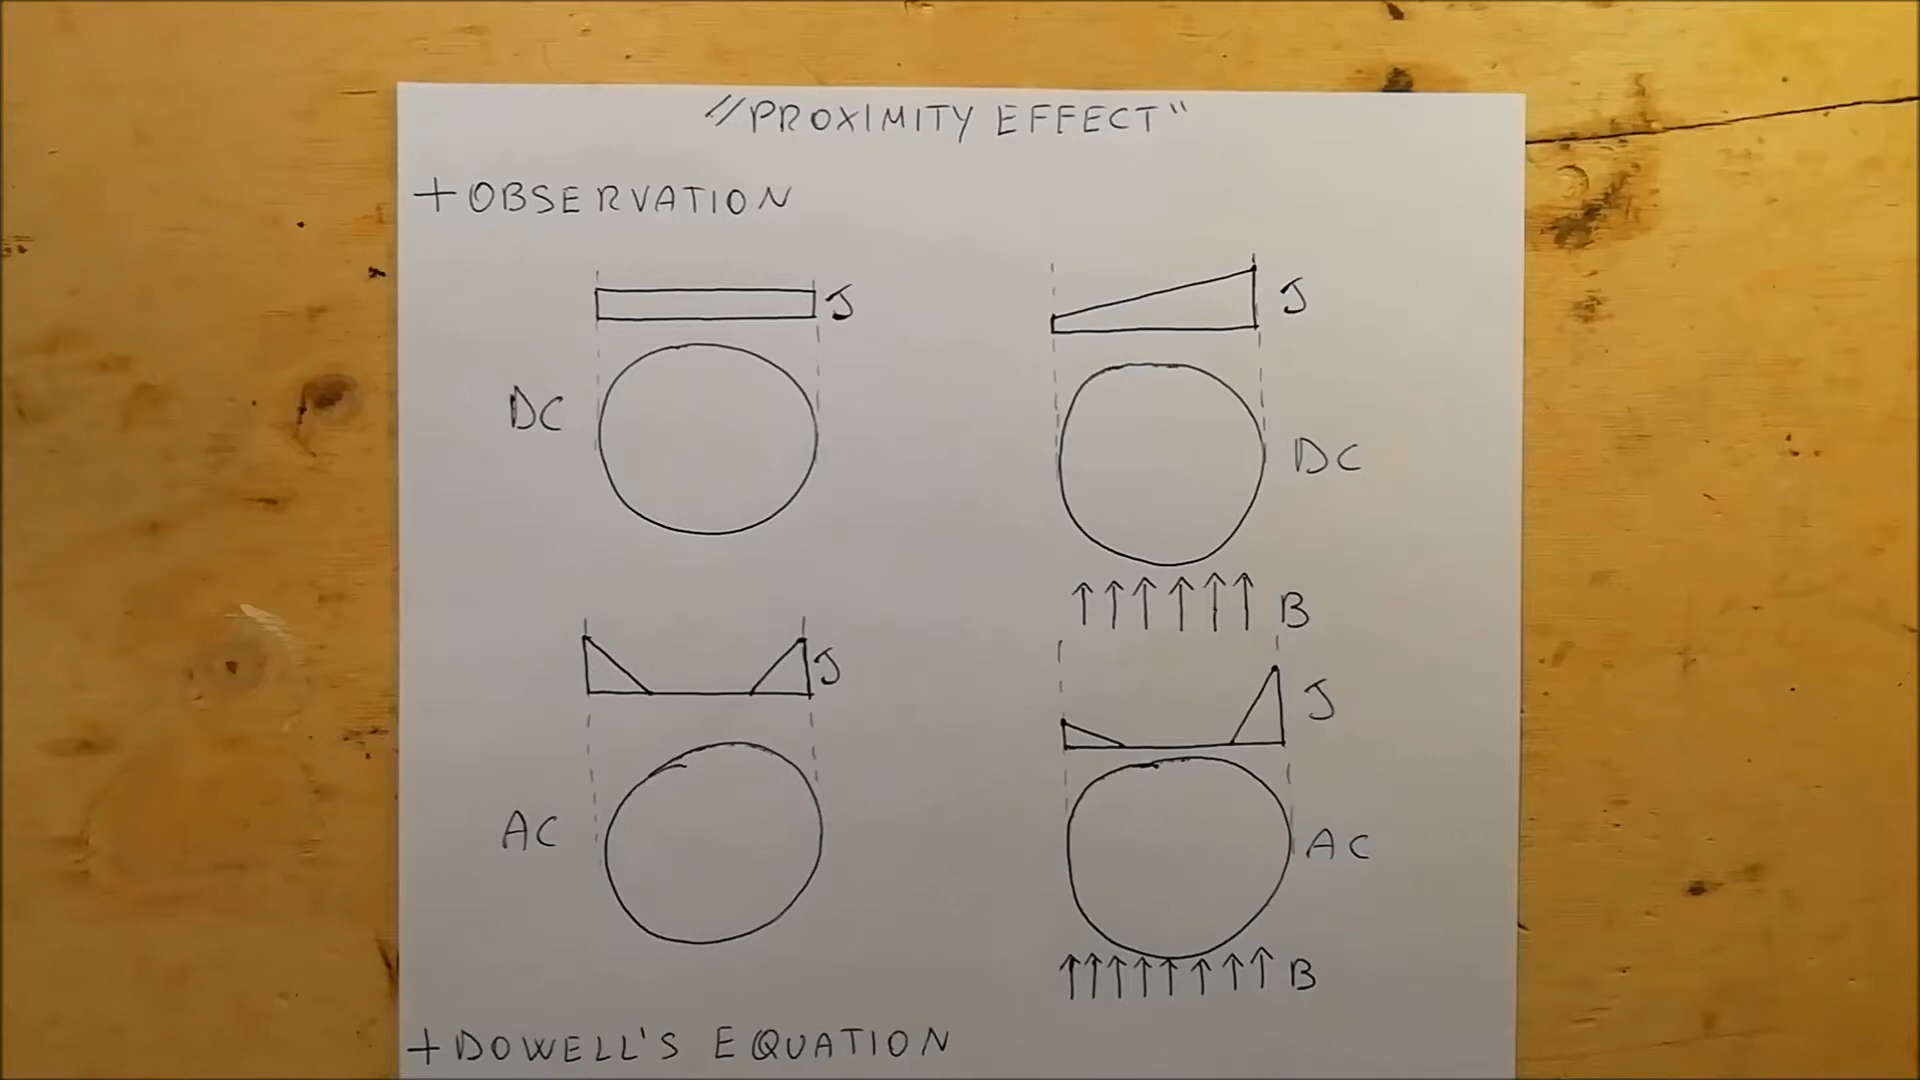 "PROXIMITY EFFECT"
+ OBSERVATION
J
J
DC
DC
B
J
J
AC
AC
B
+ DOWELL'S EQUATION